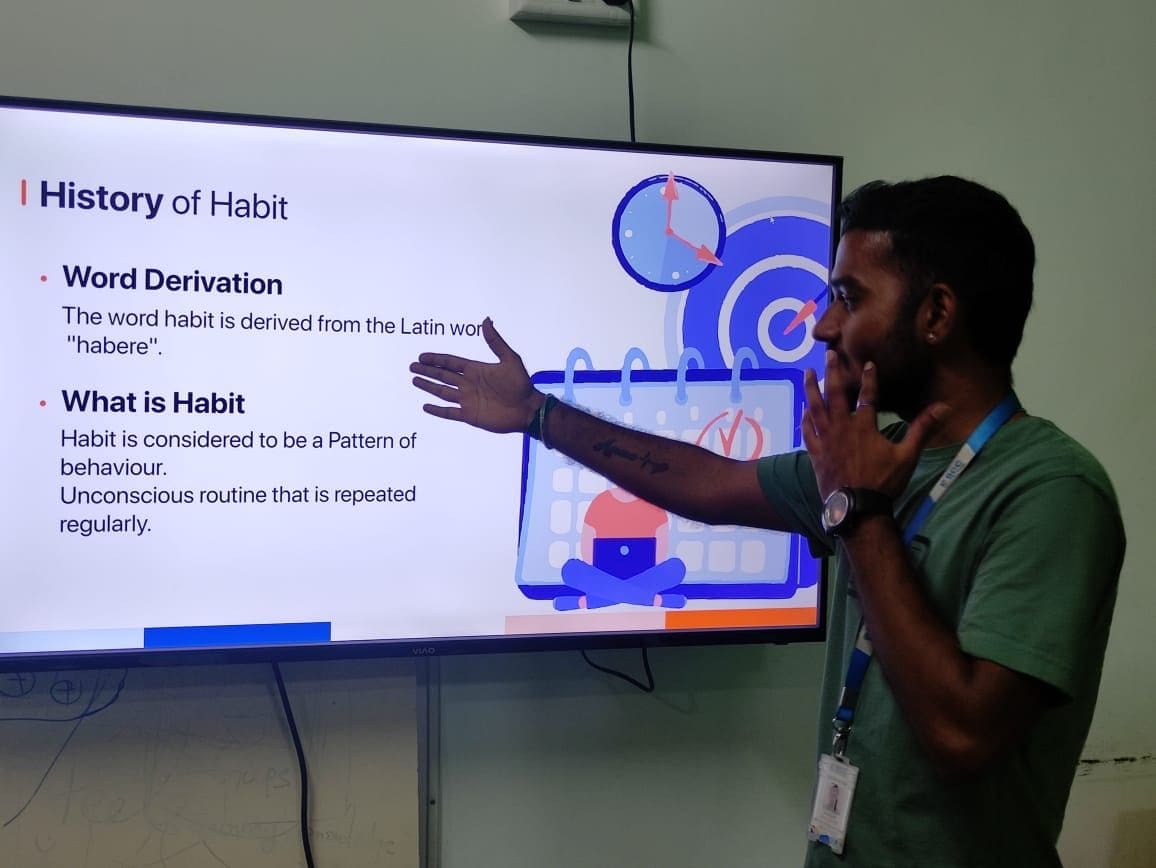 History of Habit
Word Derivation
The word habit is derived from the Latin wor
"habere".
What is Habit
Habit is considered to be a Pattern of
behaviour.
Unconscious routine that is repeated
regularly.
VIAO